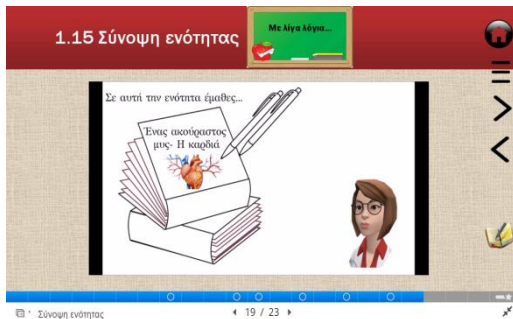 1.15 Σύνοψη ενότητας
Με λίγα λόγια...
Σε αυτή την ενότητα έμαθες...
Ένας ακούραστος
μυς- Η καρδιά
Σύνοψη ενότητας
19 / 23